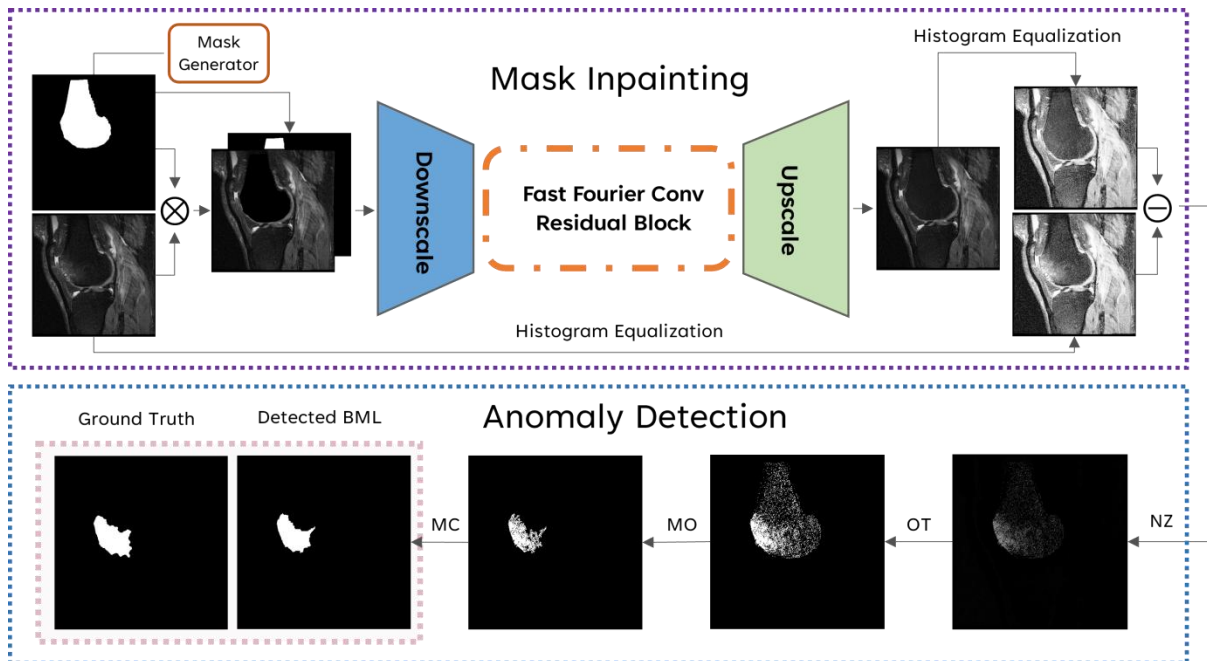 Mask
Generator
Histogram Equalization
Mask Inpainting
Downscale
Fast Fourier Conv
Residual Block
Upscale
Histogram Equalization
Anomaly Detection
Ground Truth
Detected BML
MC
MO
OT
NZ